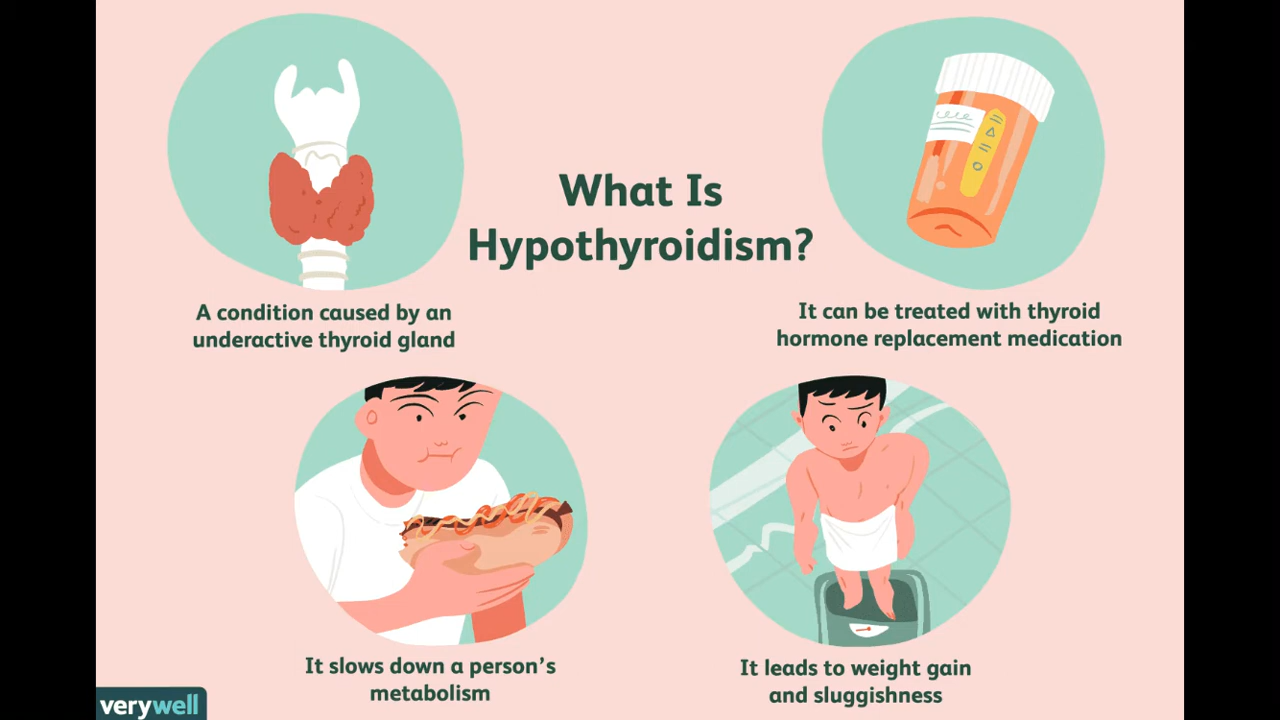 What Is
Hypothyroidism?
A condition caused by an
underactive thyroid gland
It can be treated with thyroid
hormone replacement medication
It slows down a person’s
metabolism
It leads to weight gain
and sluggishness
verywell